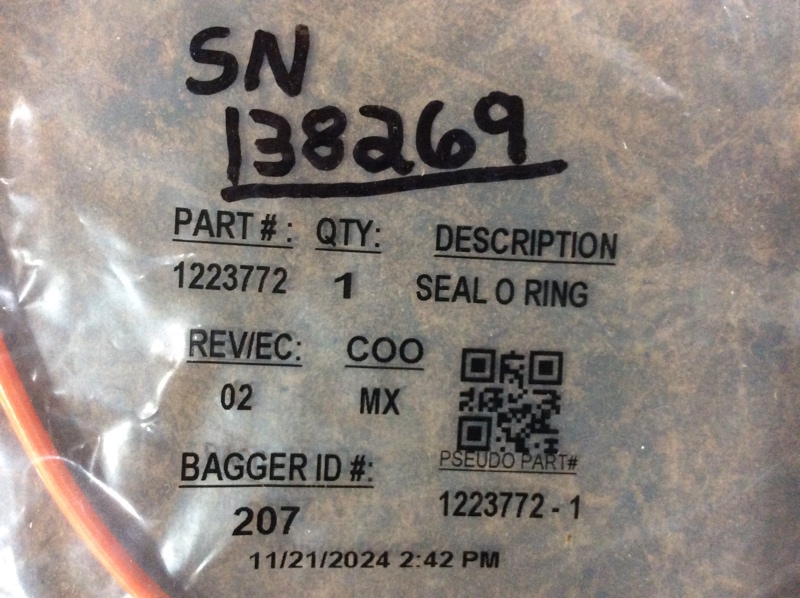 SN
138269
PART # : QTY: DESCRIPTION
1223772 1 SEAL O RING
REV/EC: COO
02 MX
PSEUDO PART#
BAGGER ID #:
1223772 - 1
207
11/21/2024 2:42 PM